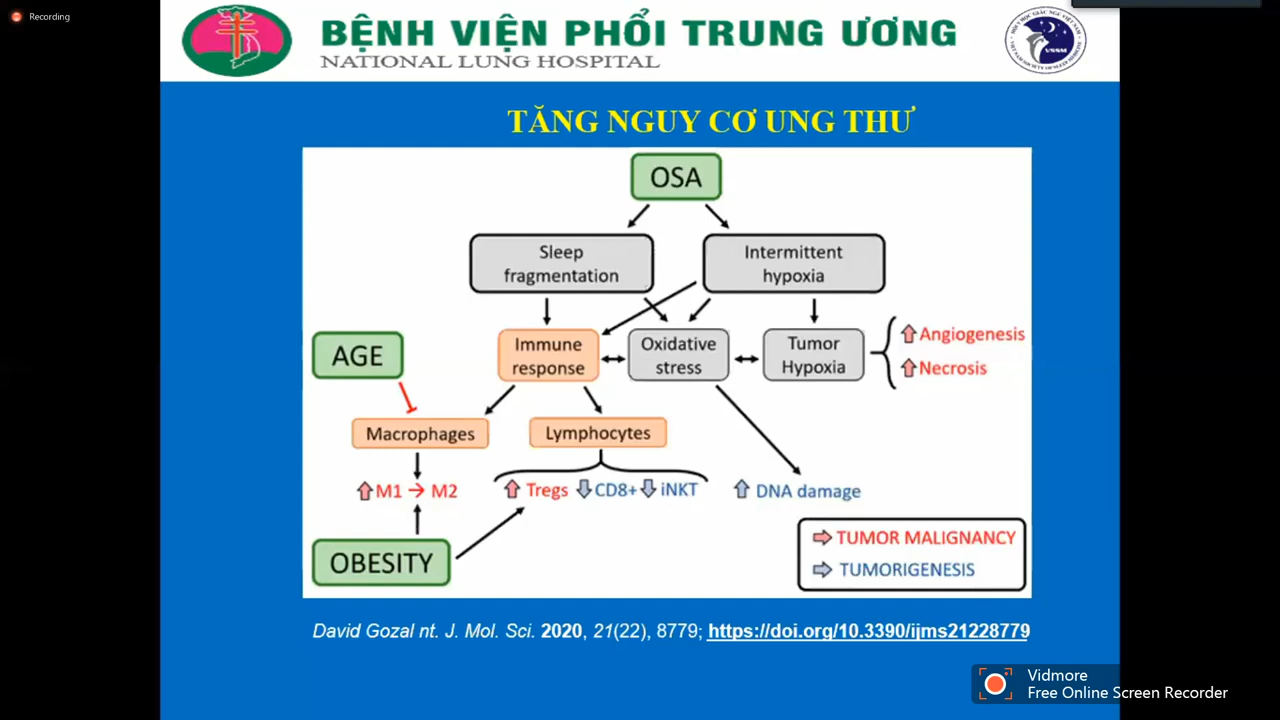 Recording
BỆNH VIỆN PHỔI TRUNG ƯƠNG
NATIONAL LUNG HOSPITAL
VSSM
TĂNG NGUY CƠ UNG THƯ
OSA
Sleep
fragmentation
Intermittent
hypoxia
AGE
Immune
response
Oxidative
stress
Tumor
Hypoxia
Angiogenesis
Necrosis
Macrophages
Lymphocytes
M1 → M2
Tregs CD8+ iNKT
DNA damage
OBESITY
TUMOR MALIGNANCY
TUMORIGENESIS
David Gozal nt. J. Mol. Sci. 2020, 21(22), 8779; https://doi.org/10.3390/ijms21228779
Vidmore
Free Online Screen Recorder